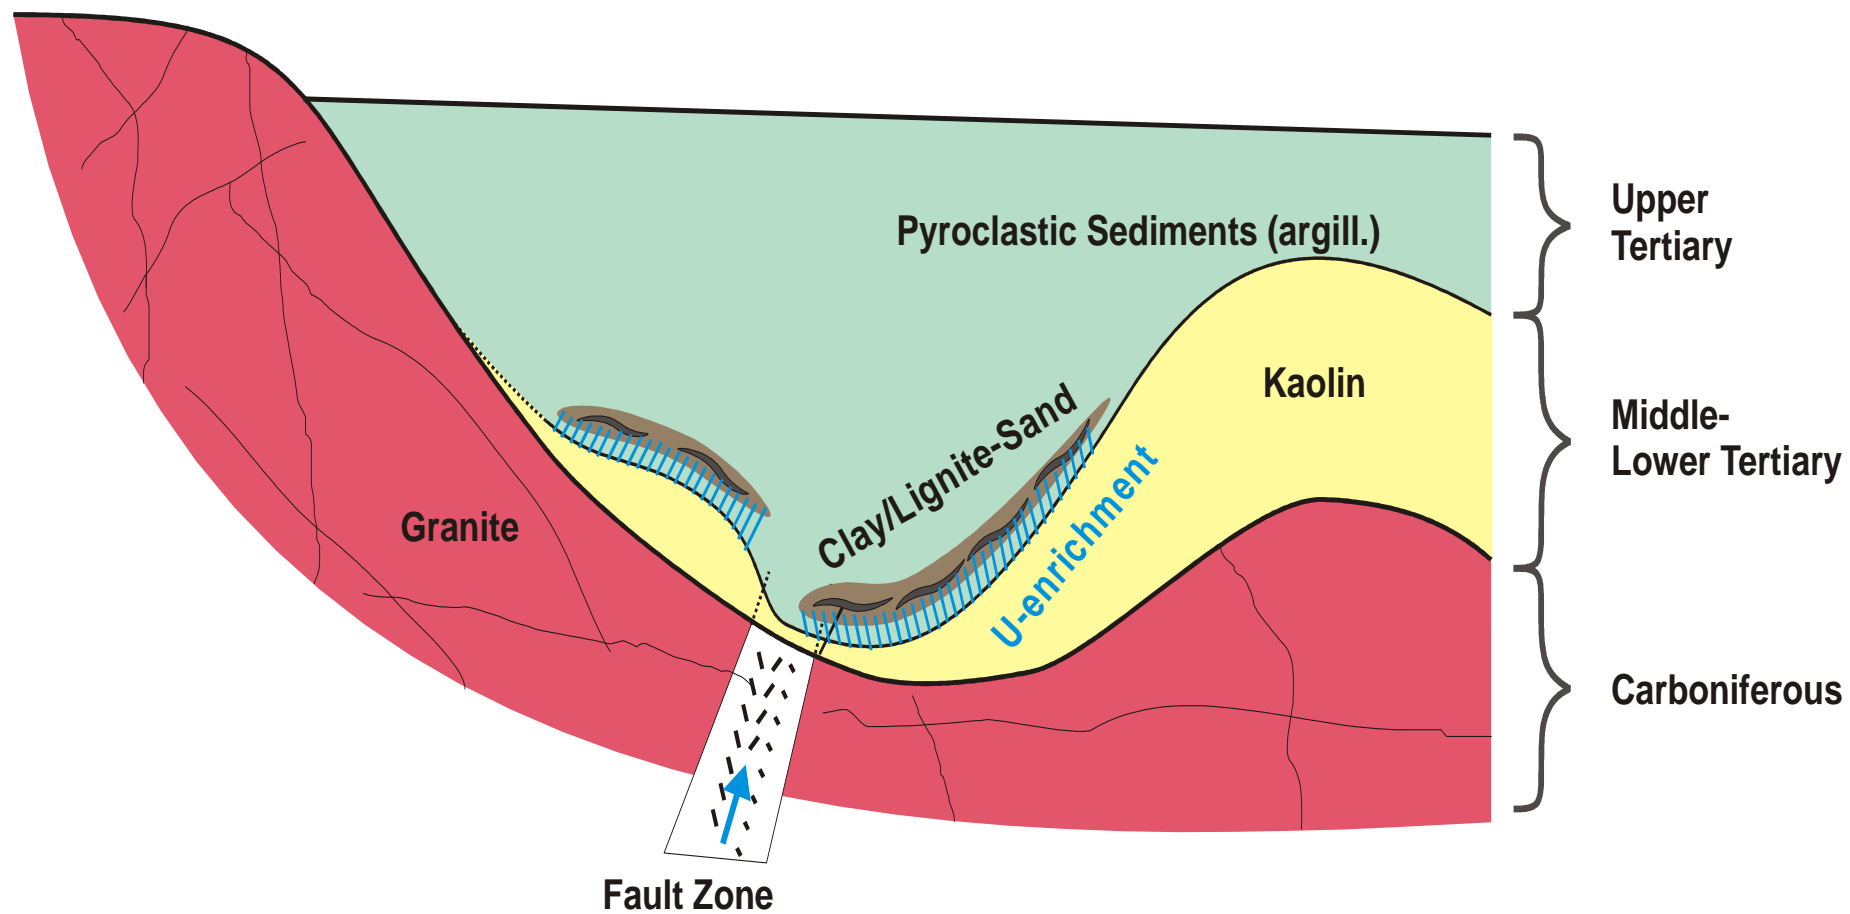 Pyroclastic Sediments (argill.)
Kaolin
Clay/Lignite-Sand
U-enrichment
Granite
Fault Zone
Upper
Tertiary
Middle-
Lower Tertiary
Carboniferous